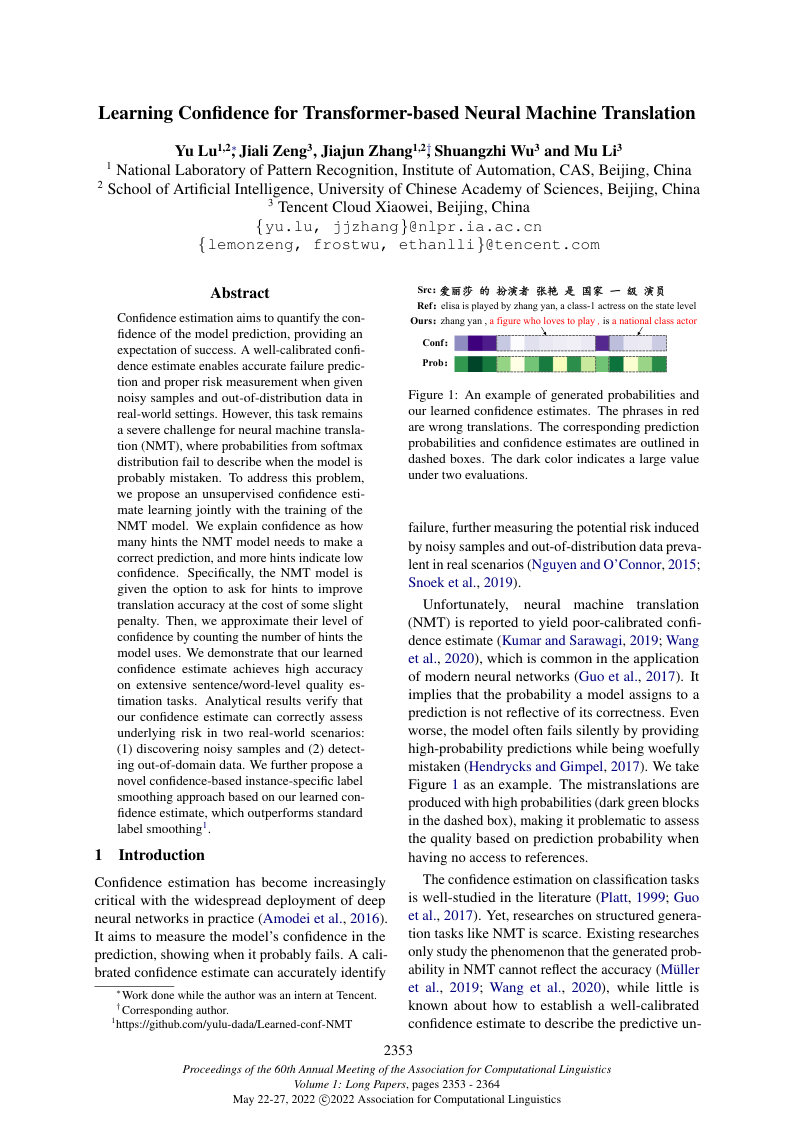 Learning Confidence for Transformer-based Neural Machine Translation
Yu Lu1,2∗, Jiali Zeng3, Jiajun Zhang1,2†, Shuangzhi Wu3 and Mu Li3
1 National Laboratory of Pattern Recognition, Institute of Automation, CAS, Beijing, China
2 School of Artificial Intelligence, University of Chinese Academy of Sciences, Beijing, China
3 Tencent Cloud Xiaowei, Beijing, China
{yu.lu, jjzhang}@nlpr.ia.ac.cn
{lemonzeng, frostwu, ethanlli}@tencent.com
Abstract
Confidence estimation aims to quantify the con-
fidence of the model prediction, providing an
expectation of success. A well-calibrated confi-
dence estimate enables accurate failure predic-
tion and proper risk measurement when given
noisy samples and out-of-distribution data in
real-world settings. However, this task remains
a severe challenge for neural machine transla-
tion (NMT), where probabilities from softmax
distribution fail to describe when the model is
probably mistaken. To address this problem,
we propose an unsupervised confidence esti-
mate learning jointly with the training of the
NMT model. We explain confidence as how
many hints the NMT model needs to make a
correct prediction, and more hints indicate low
confidence. Specifically, the NMT model is
given the option to ask for hints to improve
translation accuracy at the cost of some slight
penalty. Then, we approximate their level of
confidence by counting the number of hints the
model uses. We demonstrate that our learned
confidence estimate achieves high accuracy
on extensive sentence/word-level quality es-
timation tasks. Analytical results verify that
our confidence estimate can correctly assess
underlying risk in two real-world scenarios:
(1) discovering noisy samples and (2) detect-
ing out-of-domain data. We further propose a
novel confidence-based instance-specific label
smoothing approach based on our learned con-
fidence estimate, which outperforms standard
label smoothing1.
1 Introduction
Confidence estimation has become increasingly
critical with the widespread deployment of deep
neural networks in practice (Amodei et al., 2016).
It aims to measure the model's confidence in the
prediction, showing when it probably fails. A cali-
brated confidence estimate can accurately identify
∗Work done while the author was an intern at Tencent.
†Corresponding author.
1https://github.com/yulu-dada/Learned-conf-NMT
Src: 爱丽莎 的 扮演者 张艳 是 国家 一 级 演员
Ref: elisa is played by zhang yan, a class-1 actress on the state level
Ours: zhang yan , a figure who loves to play , is a national class actor
Conf:
Prob:
Figure 1: An example of generated probabilities and
our learned confidence estimates. The phrases in red
are wrong translations. The corresponding prediction
probabilities and confidence estimates are outlined in
dashed boxes. The dark color indicates a large value
under two evaluations.
failure, further measuring the potential risk induced
by noisy samples and out-of-distribution data preva-
lent in real scenarios (Nguyen and O'Connor, 2015;
Snoek et al., 2019).
Unfortunately, neural machine translation
(NMT) is reported to yield poor-calibrated confi-
dence estimate (Kumar and Sarawagi, 2019; Wang
et al., 2020), which is common in the application
of modern neural networks (Guo et al., 2017). It
implies that the probability a model assigns to a
prediction is not reflective of its correctness. Even
worse, the model often fails silently by providing
high-probability predictions while being woefully
mistaken (Hendrycks and Gimpel, 2017). We take
Figure 1 as an example. The mistranslations are
produced with high probabilities (dark green blocks
in the dashed box), making it problematic to assess
the quality based on prediction probability when
having no access to references.
The confidence estimation on classification tasks
is well-studied in the literature (Platt, 1999; Guo
et al., 2017). Yet, researches on structured genera-
tion tasks like NMT is scarce. Existing researches
only study the phenomenon that the generated prob-
ability in NMT cannot reflect the accuracy (Müller
et al., 2019; Wang et al., 2020), while little is
known about how to establish a well-calibrated
confidence estimate to describe the predictive un-
2353
Proceedings of the 60th Annual Meeting of the Association for Computational Linguistics
Volume 1: Long Papers, pages 2353 - 2364
May 22-27, 2022 ©2022 Association for Computational Linguistics